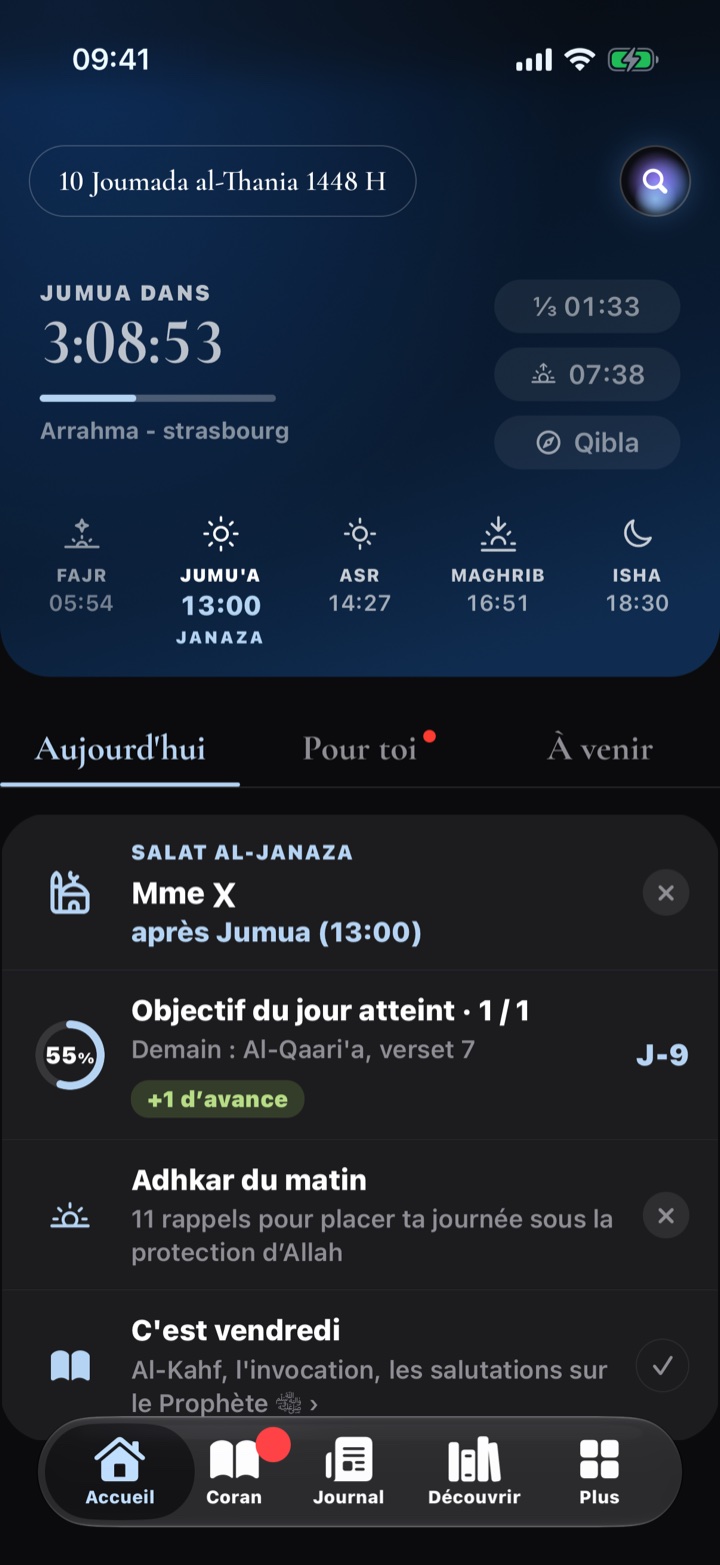 09:41
10 Joumada al-Thania 1448 H
JUMUA DANS
3:08:53
Arrahma - strasbourg
⅓ 01:33
07:38
Qibla
FAJR
05:54
JUMU'A
13:00
JANAZA
ASR
14:27
MAGHRIB
16:51
ISHA
18:30
Aujourd'hui
Pour toi
À venir
SALAT AL-JANAZA
Mme X
après Jumua (13:00)
55%
Objectif du jour atteint · 1 / 1
Demain : Al-Qaari'a, verset 7
+1 d’avance
J-9
Adhkar du matin
11 rappels pour placer ta journée sous la
protection d’Allah
C'est vendredi
Al-Kahf, l'invocation, les salutations sur
le Prophète ﷺ ›
Accueil
Coran
Journal
Découvrir
Plus